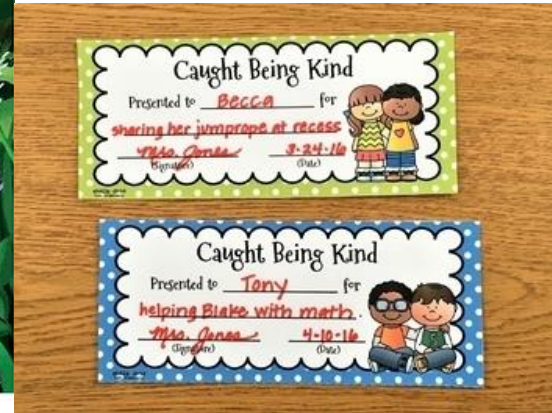 Caught Being Kind
Presented to Becca for
sharing her jumprope at recess
Mrs. Jones 3-24-16
(Signature) (Date)
Caught Being Kind
Presented to Tony for
helping Blake with math.
Mrs. Jones 4-10-16
(Signature) (Date)